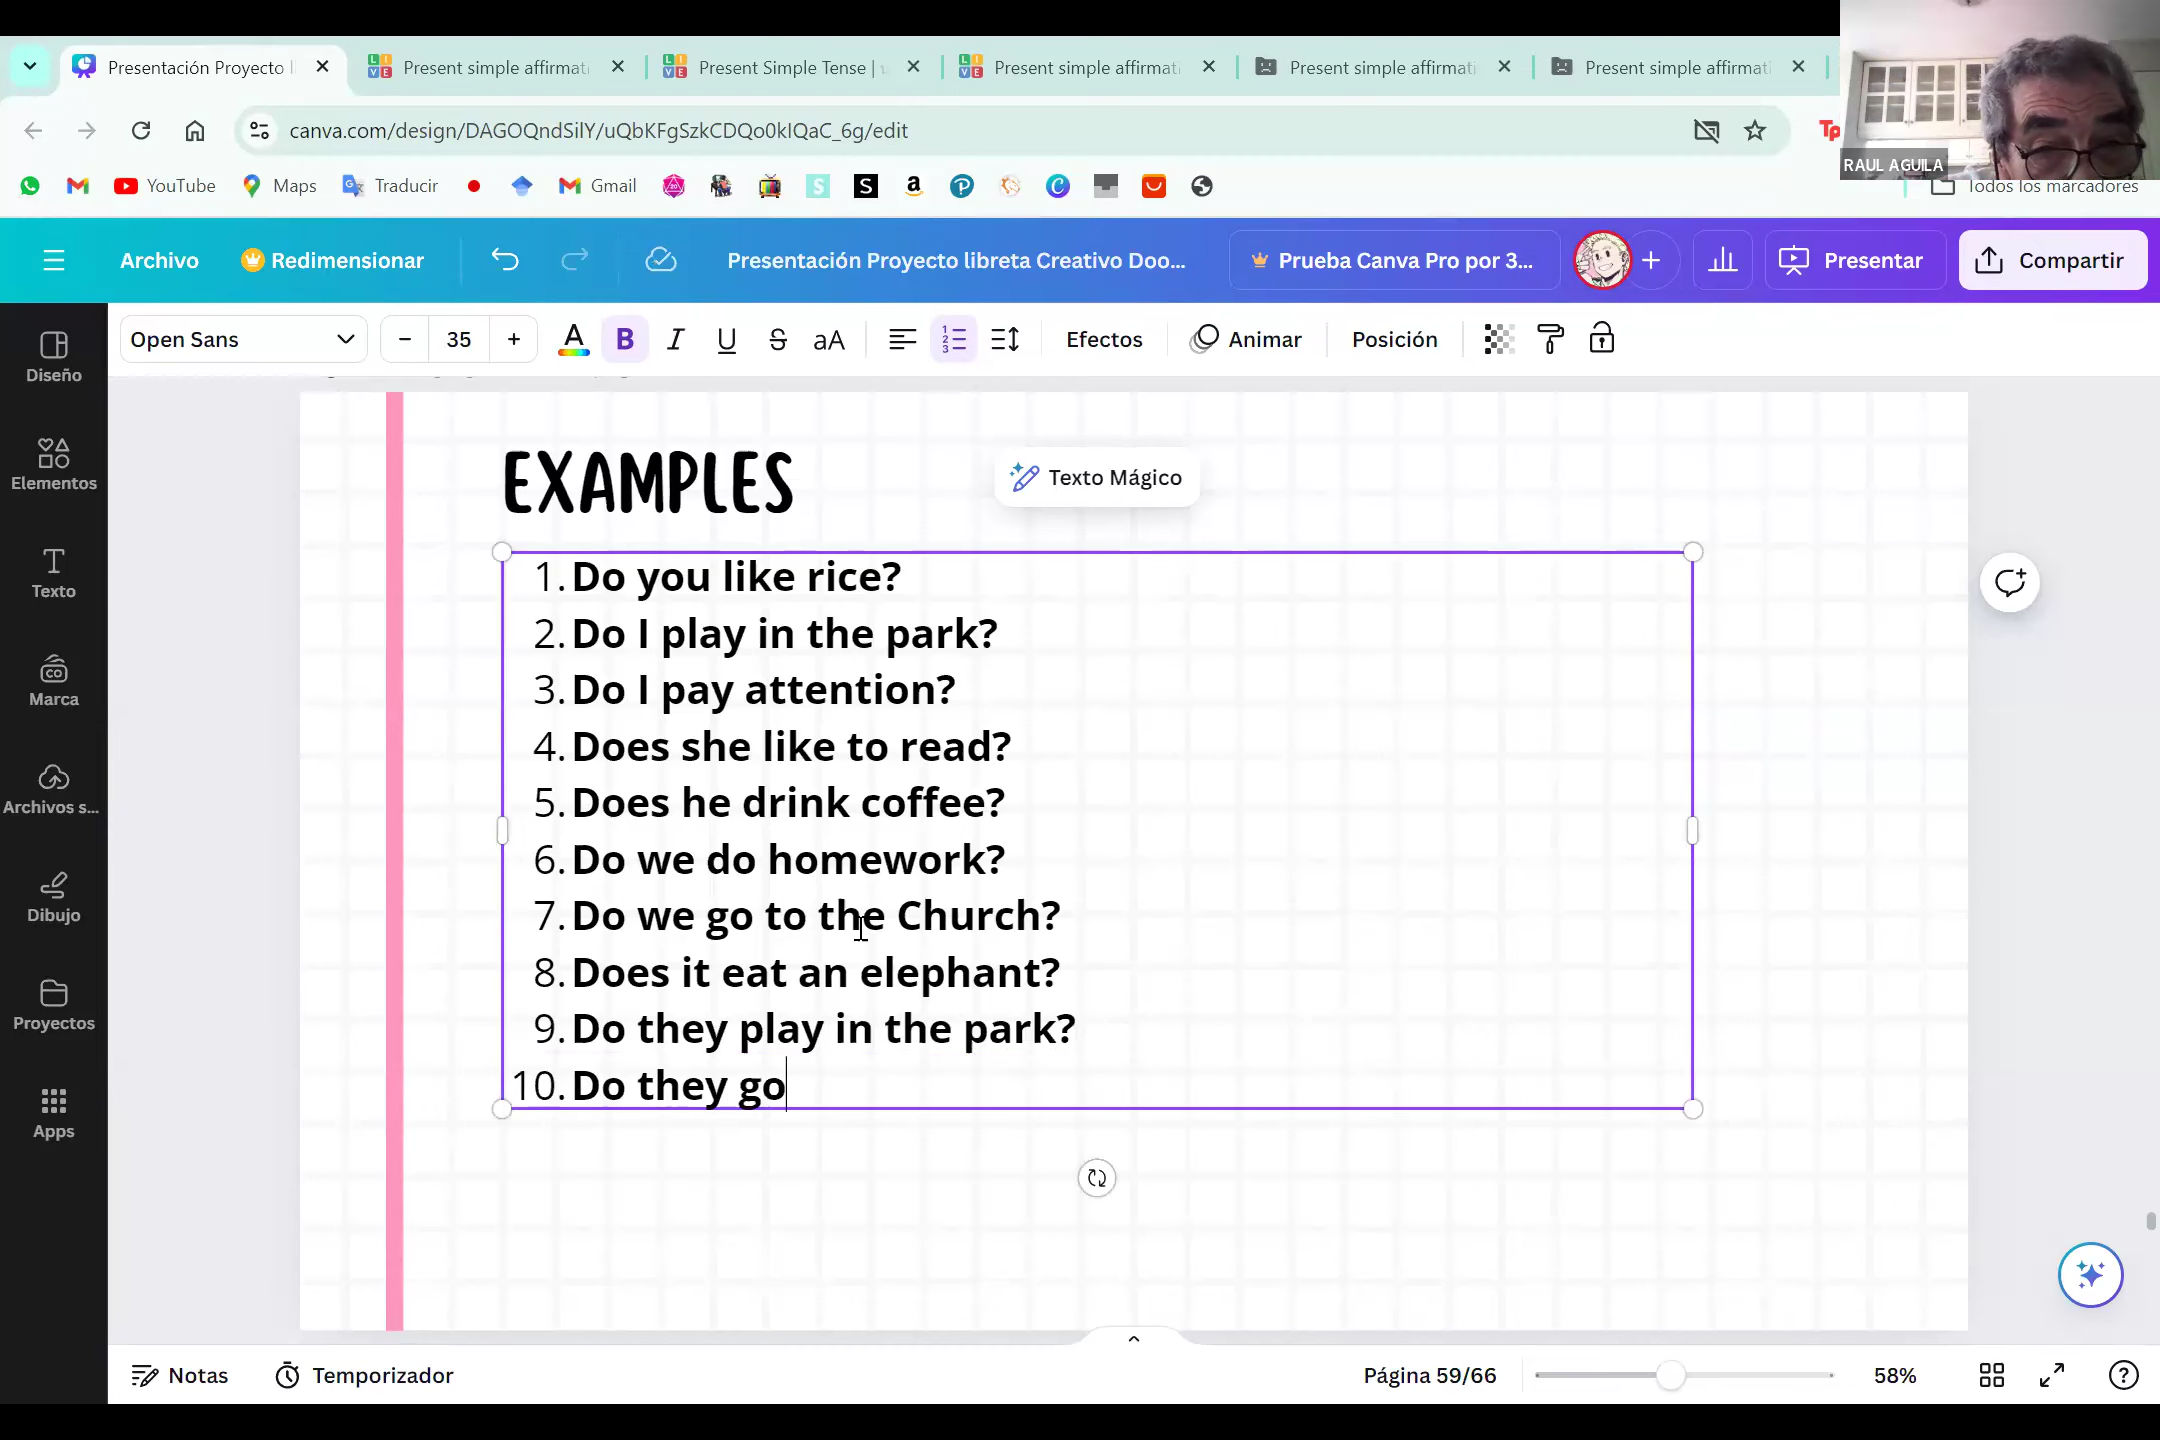 Presentación Proyecto l
Present simple affirmati
Present Simple Tense |
Present simple affirmati
Present simple affirmat
Present simple affirmat
canva.com/design/DAGOQndSilY/uQbKFgSzkCDQo0kIQaC_6g/edit
Tp
RAUL AGUILA
YouTube
Maps
Traducir
Gmail
Todos los marcadores
Archivo
Redimensionar
Presentación Proyecto libreta Creativo Doo...
Prueba Canva Pro por 3...
Presentar
Compartir
Open Sans
– 35 +
A B I U S aA
Efectos
Animar
Posición
Diseño
Elementos
Texto
Marca
Archivos s...
Dibujo
Proyectos
Apps
EXAMPLES
Texto Mágico
1. Do you like rice?
2. Do I play in the park?
3. Do I pay attention?
4. Does she like to read?
5. Does he drink coffee?
6. Do we do homework?
7. Do we go to the Church?
8. Does it eat an elephant?
9. Do they play in the park?
10. Do they go
Notas
Temporizador
Página 59/66
58%